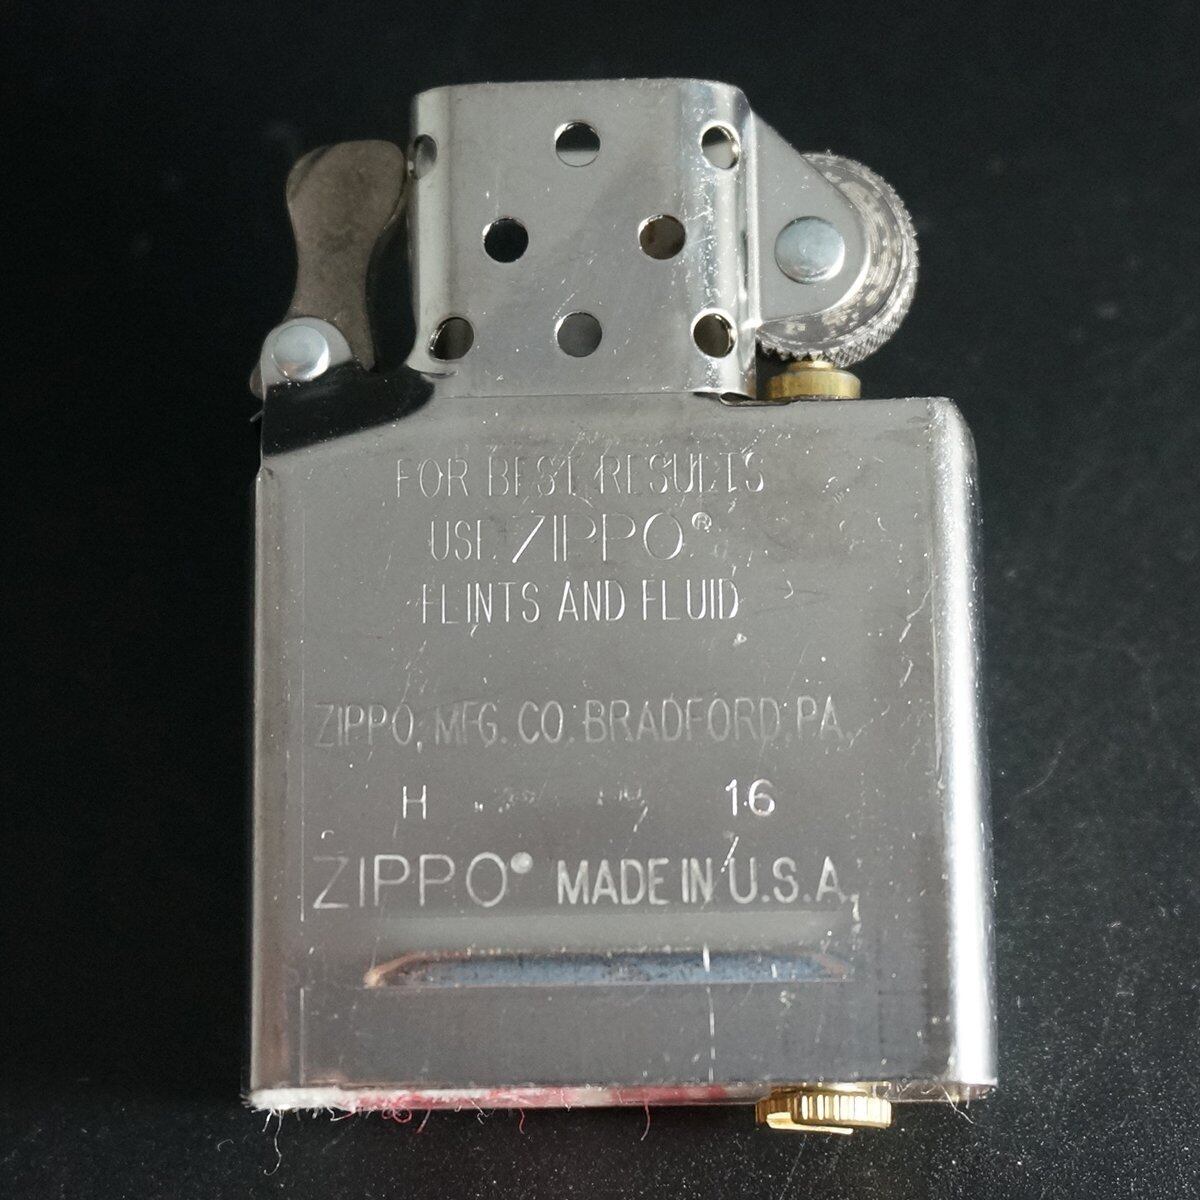 FOR BEST RESULTS
USE ZIPPO®
FLINTS AND FLUID
ZIPPO, MFG. CO. BRADFORD, PA.
H 16
ZIPPO® MADE IN U.S.A.